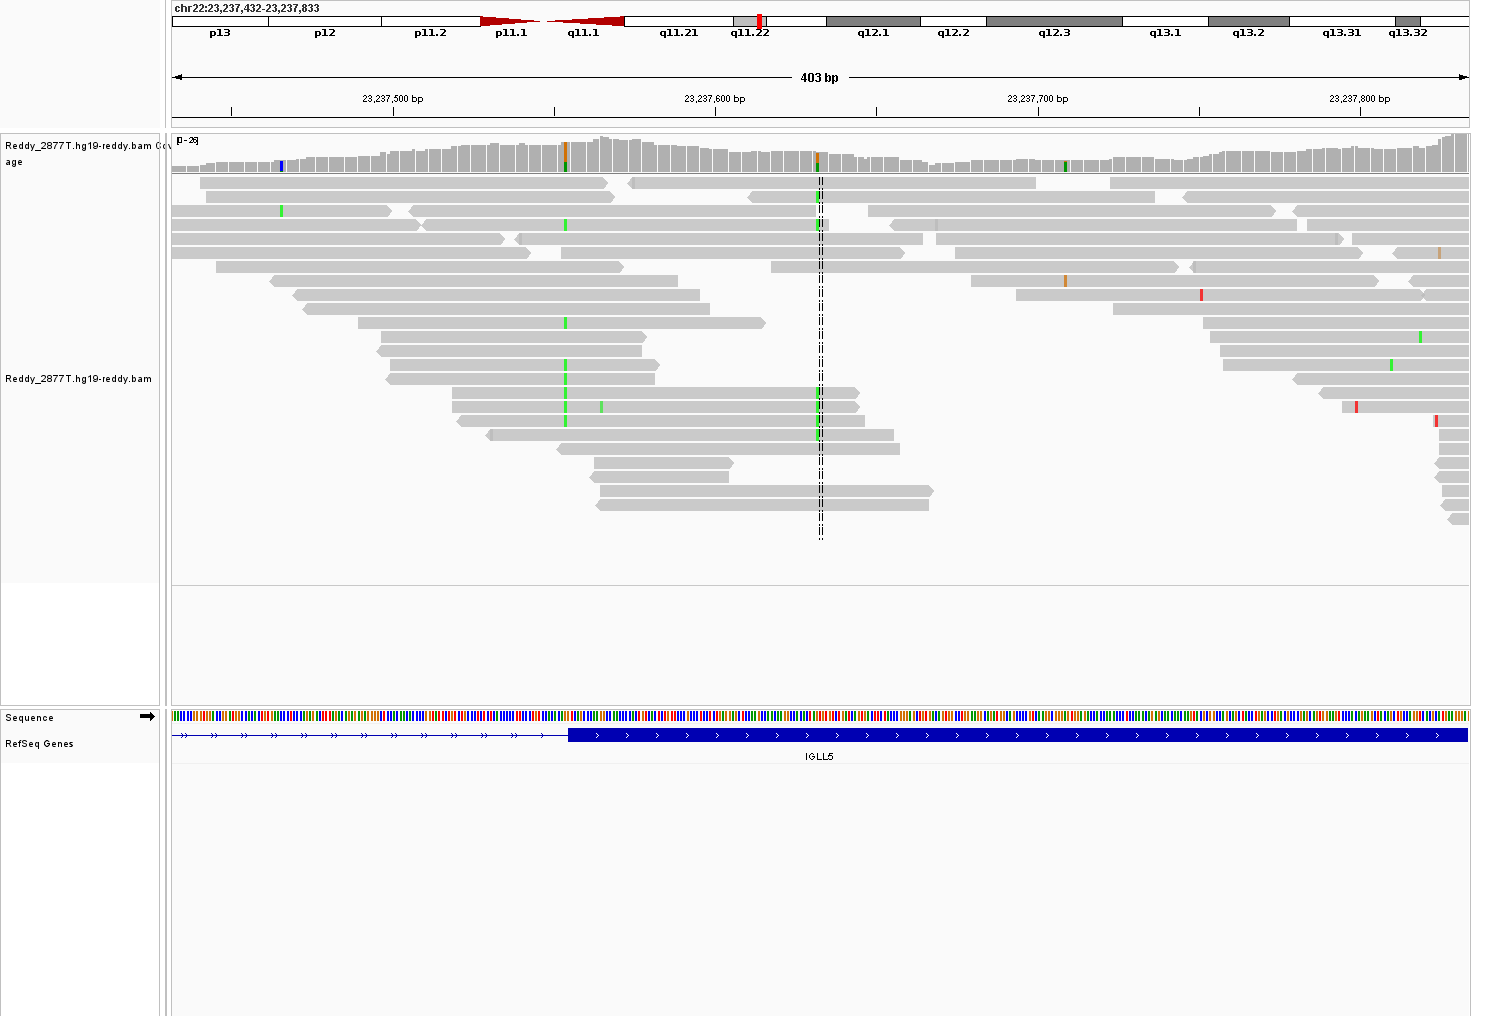 chr22:23,237,432-23,237,833
p13 p12 p11.2 p11.1 q11.1 q11.21 q11.22 q12.1 q12.2 q12.3 q13.1 q13.2 q13.31 q13.32
403 bp
23,237,500 bp 23,237,600 bp 23,237,700 bp 23,237,800 bp
[0-26]
Reddy_2877T.hg19-reddy.bam Cov
age
Reddy_2877T.hg19-reddy.bam
Sequence
RefSeq Genes
IGLL5